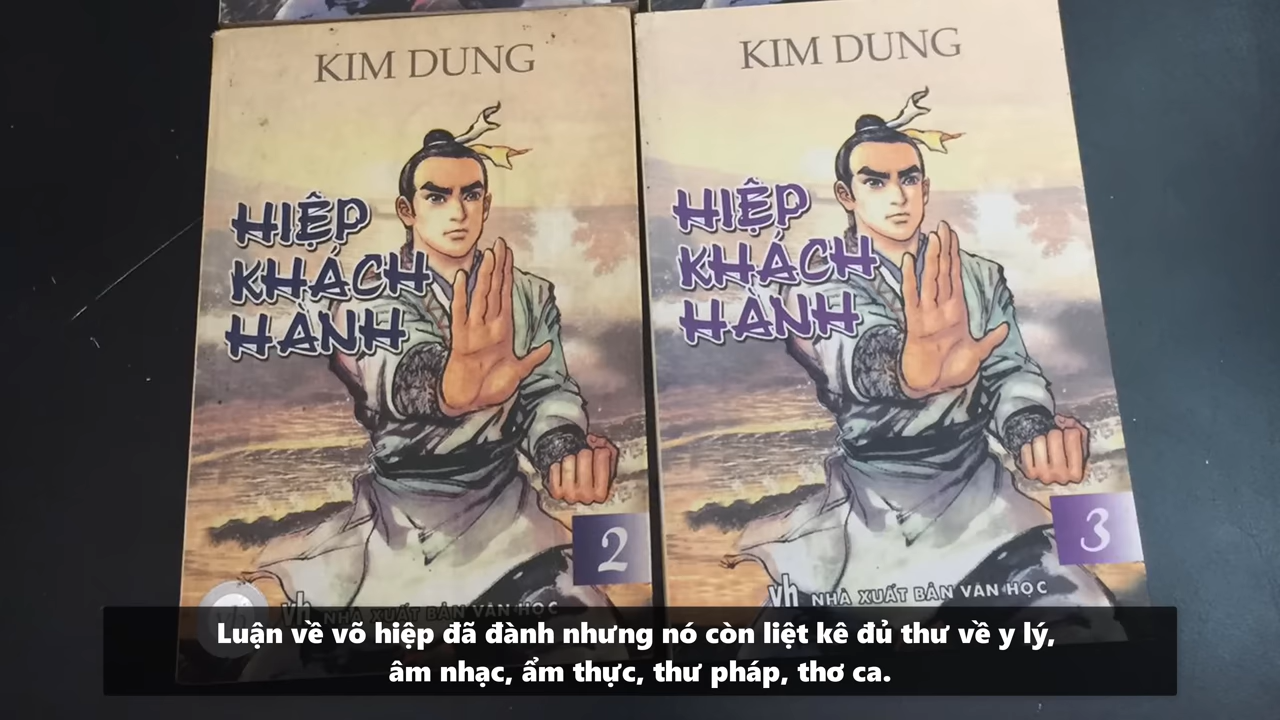 KIM DUNG
HIỆP
KHÁCH
HÀNH
2
vh NHÀ XUẤT BẢN VĂN HỌC
KIM DUNG
HIỆP
KHÁCH
HÀNH
3
vh NHÀ XUẤT BẢN VĂN HỌC
Luận về võ hiệp đã đành nhưng nó còn liệt kê đủ thư về y lý,
âm nhạc, ẩm thực, thư pháp, thơ ca.